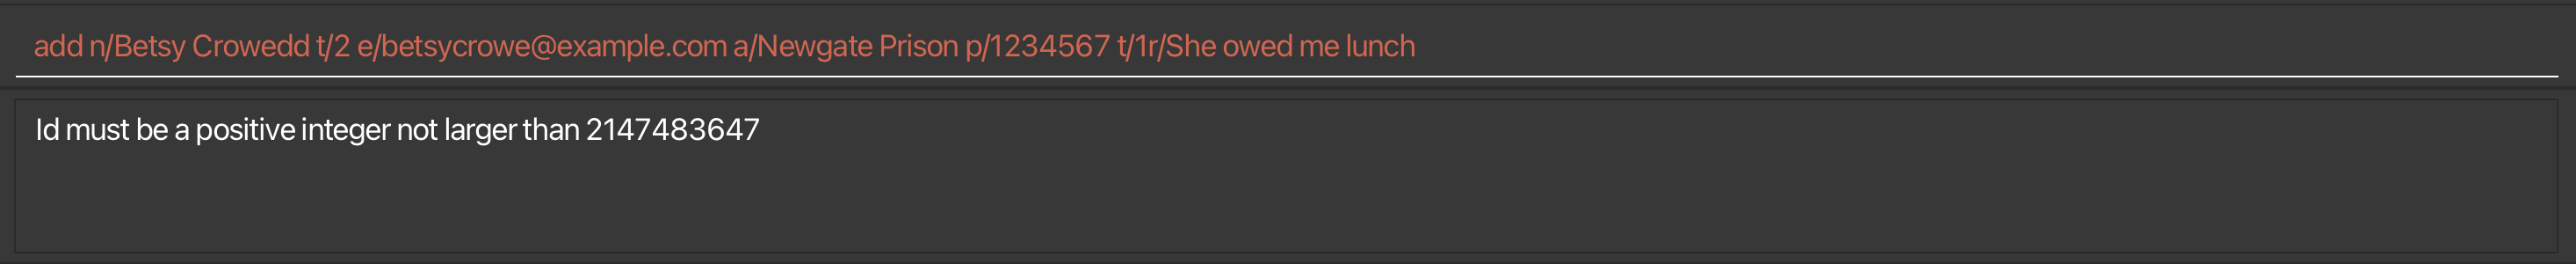 add n/Betsy Crowedd t/2 e/betsycrowe@example.com a/Newgate Prison p/1234567 t/1r/She owed me lunch
Id must be a positive integer not larger than 2147483647